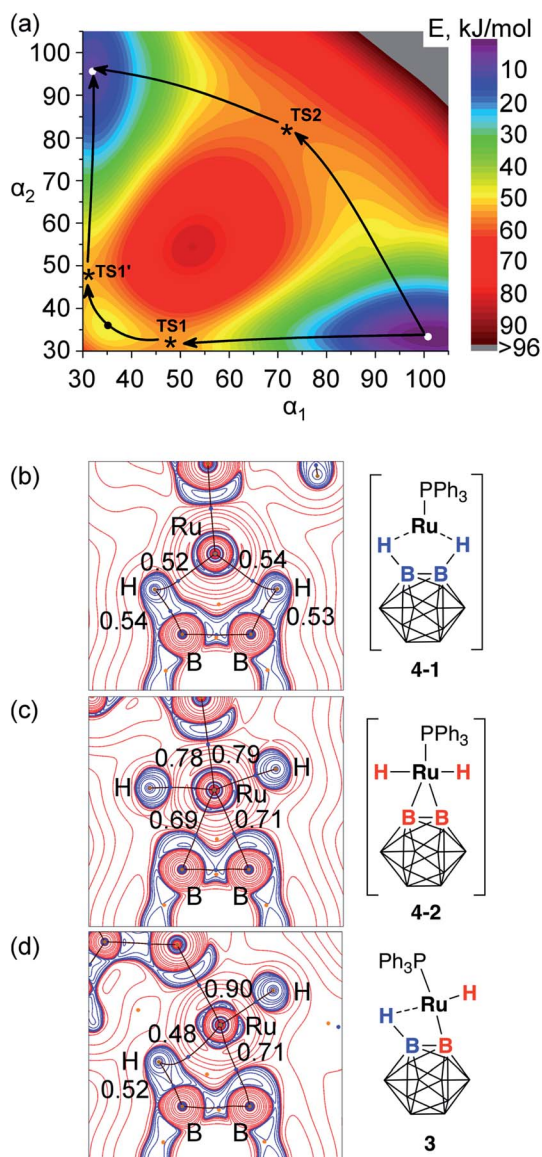 (a)
E, kJ/mol
100
90
80
70
60
50
40
30
α2
30 40 50 60 70 80 90 100
α1
TS2
TS1'
TS1
10
20
30
40
50
60
70
80
90
>96
(b)
Ru
0.52 0.54
H H
0.54 0.53
B B
PPh3
Ru
H H
B B
4-1
(c)
0.78 0.79
H H
Ru
0.69 0.71
B B
PPh3
H Ru H
B B
4-2
(d)
0.90 H
0.48 Ru
H 0.71
0.52
B B
Ph3P
H Ru H
B B
3